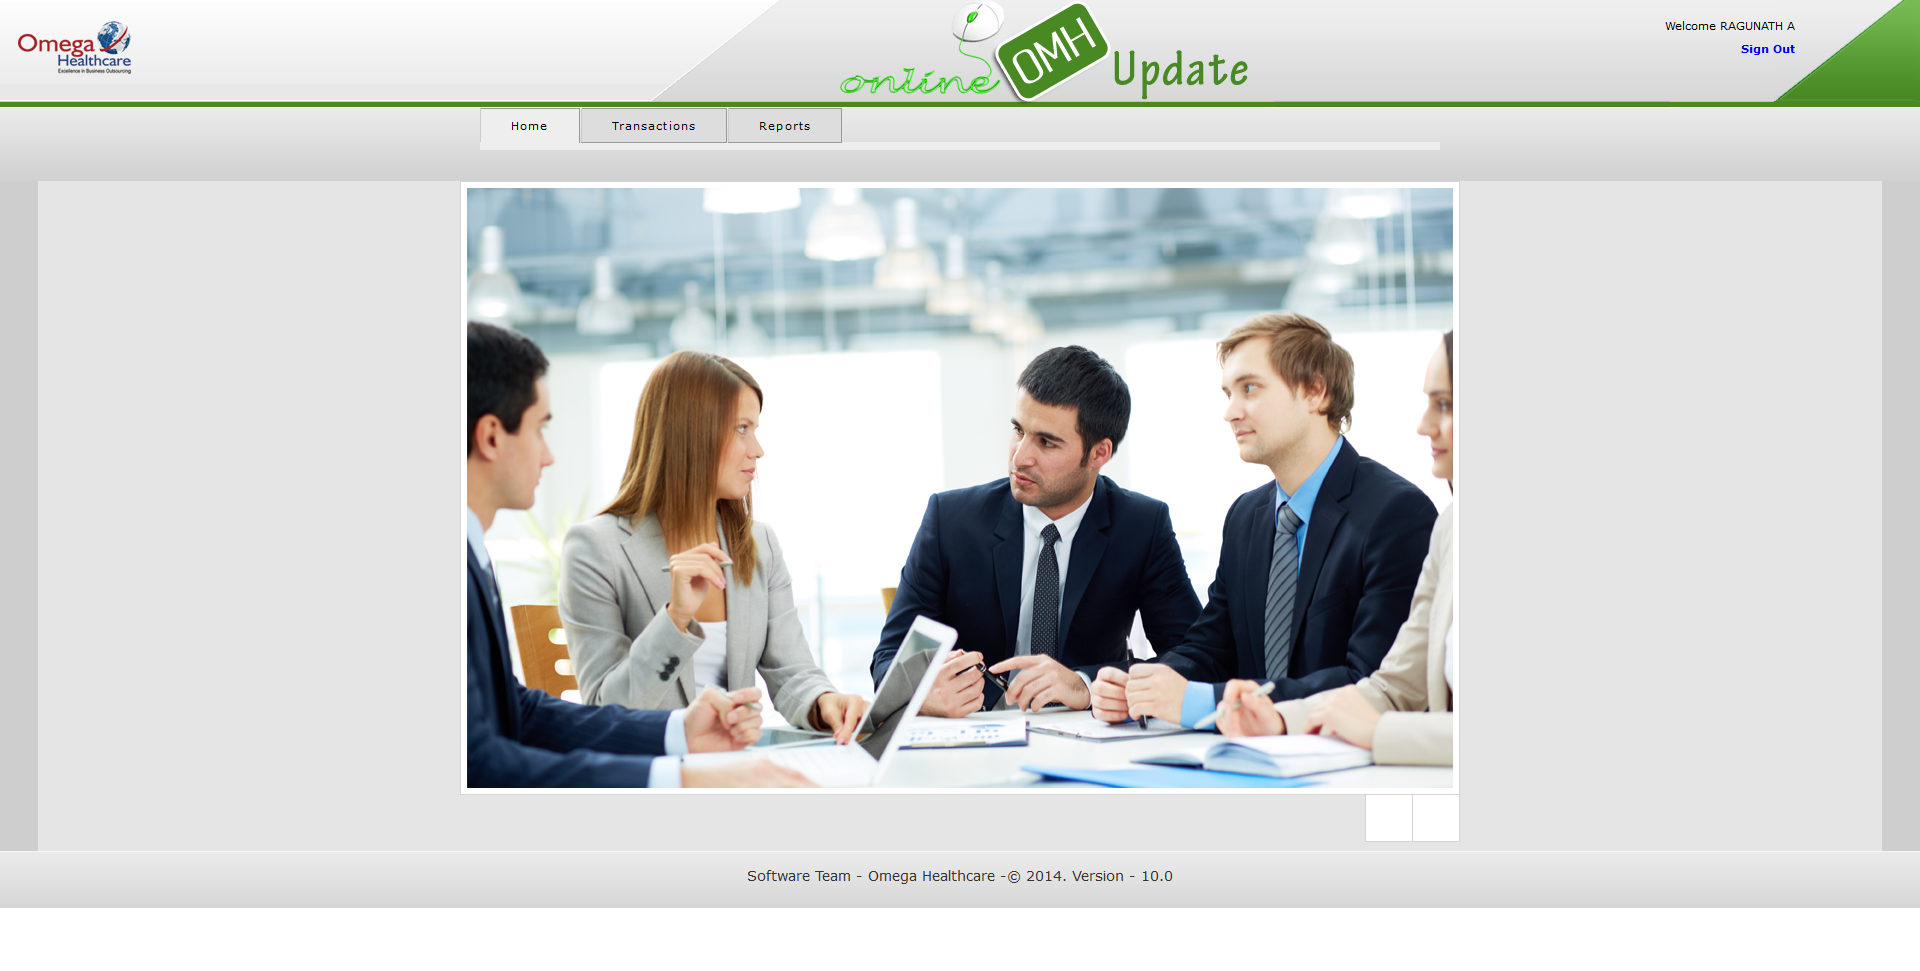 Omega
Healthcare
Excellence in Business Outsourcing
online OMH Update
Welcome RAGUNATH A
Sign Out
Home
Transactions
Reports
Software Team - Omega Healthcare -© 2014. Version - 10.0